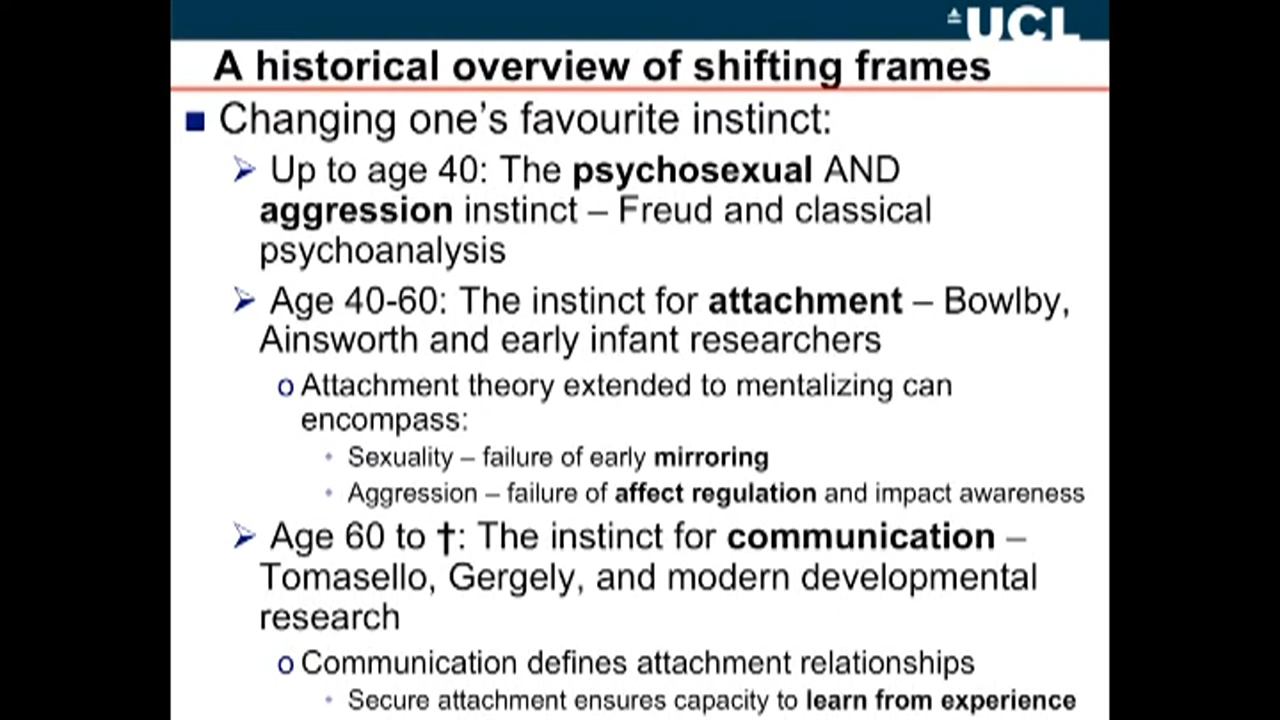 UCL
A historical overview of shifting frames
■ Changing one's favourite instinct:
➢ Up to age 40: The psychosexual AND
aggression instinct – Freud and classical
psychoanalysis
➢ Age 40-60: The instinct for attachment – Bowlby,
Ainsworth and early infant researchers
o Attachment theory extended to mentalizing can
encompass:
• Sexuality – failure of early mirroring
• Aggression – failure of affect regulation and impact awareness
➢ Age 60 to †: The instinct for communication –
Tomasello, Gergely, and modern developmental
research
o Communication defines attachment relationships
• Secure attachment ensures capacity to learn from experience